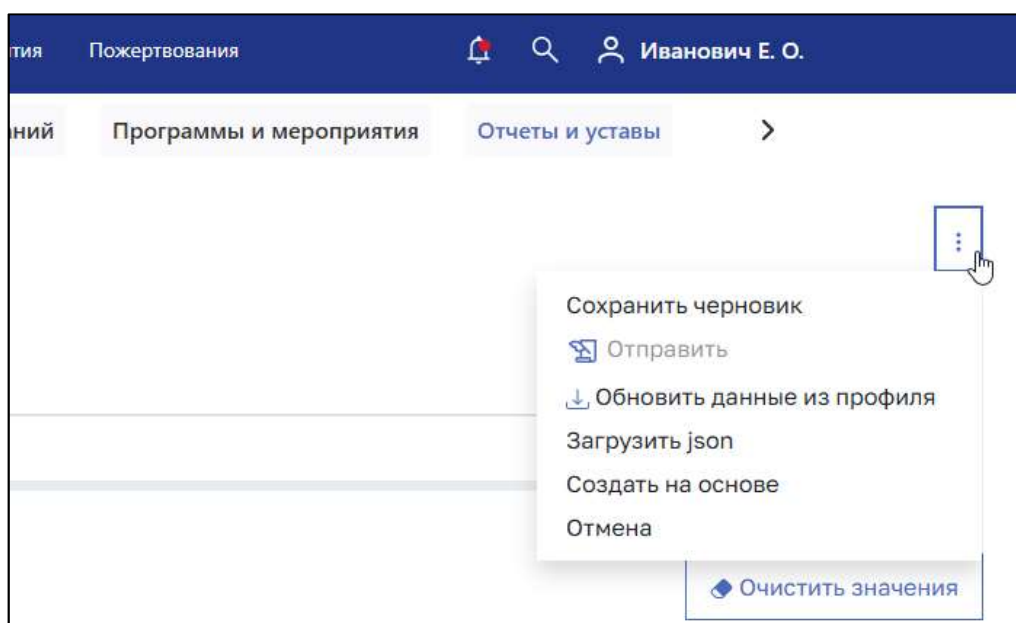 тия Пожертвования Иванович Е. О.
ний Программы и мероприятия Отчеты и уставы
Сохранить черновик
Отправить
Обновить данные из профиля
Загрузить json
Создать на основе
Отмена
Очистить значения